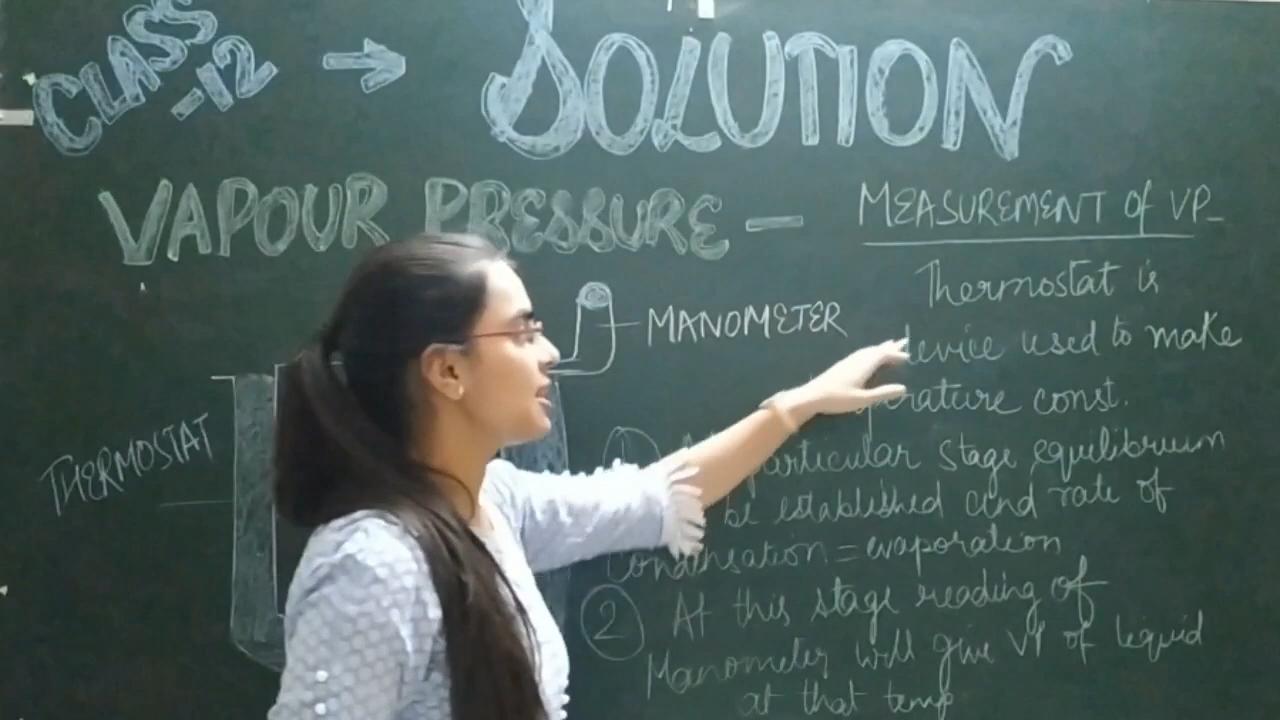 CLASS-12 → SOLUTION
VAPOUR PRESSURE —
MEASUREMENT of VP-
MANOMETER
THERMOSTAT
Thermostat is
device used to make
perature const.
1
particular stage equilibrium
be established and rate of
Condensation = evaporation
2 At this stage reading of
Manometer will give VP of liquid
at that temp